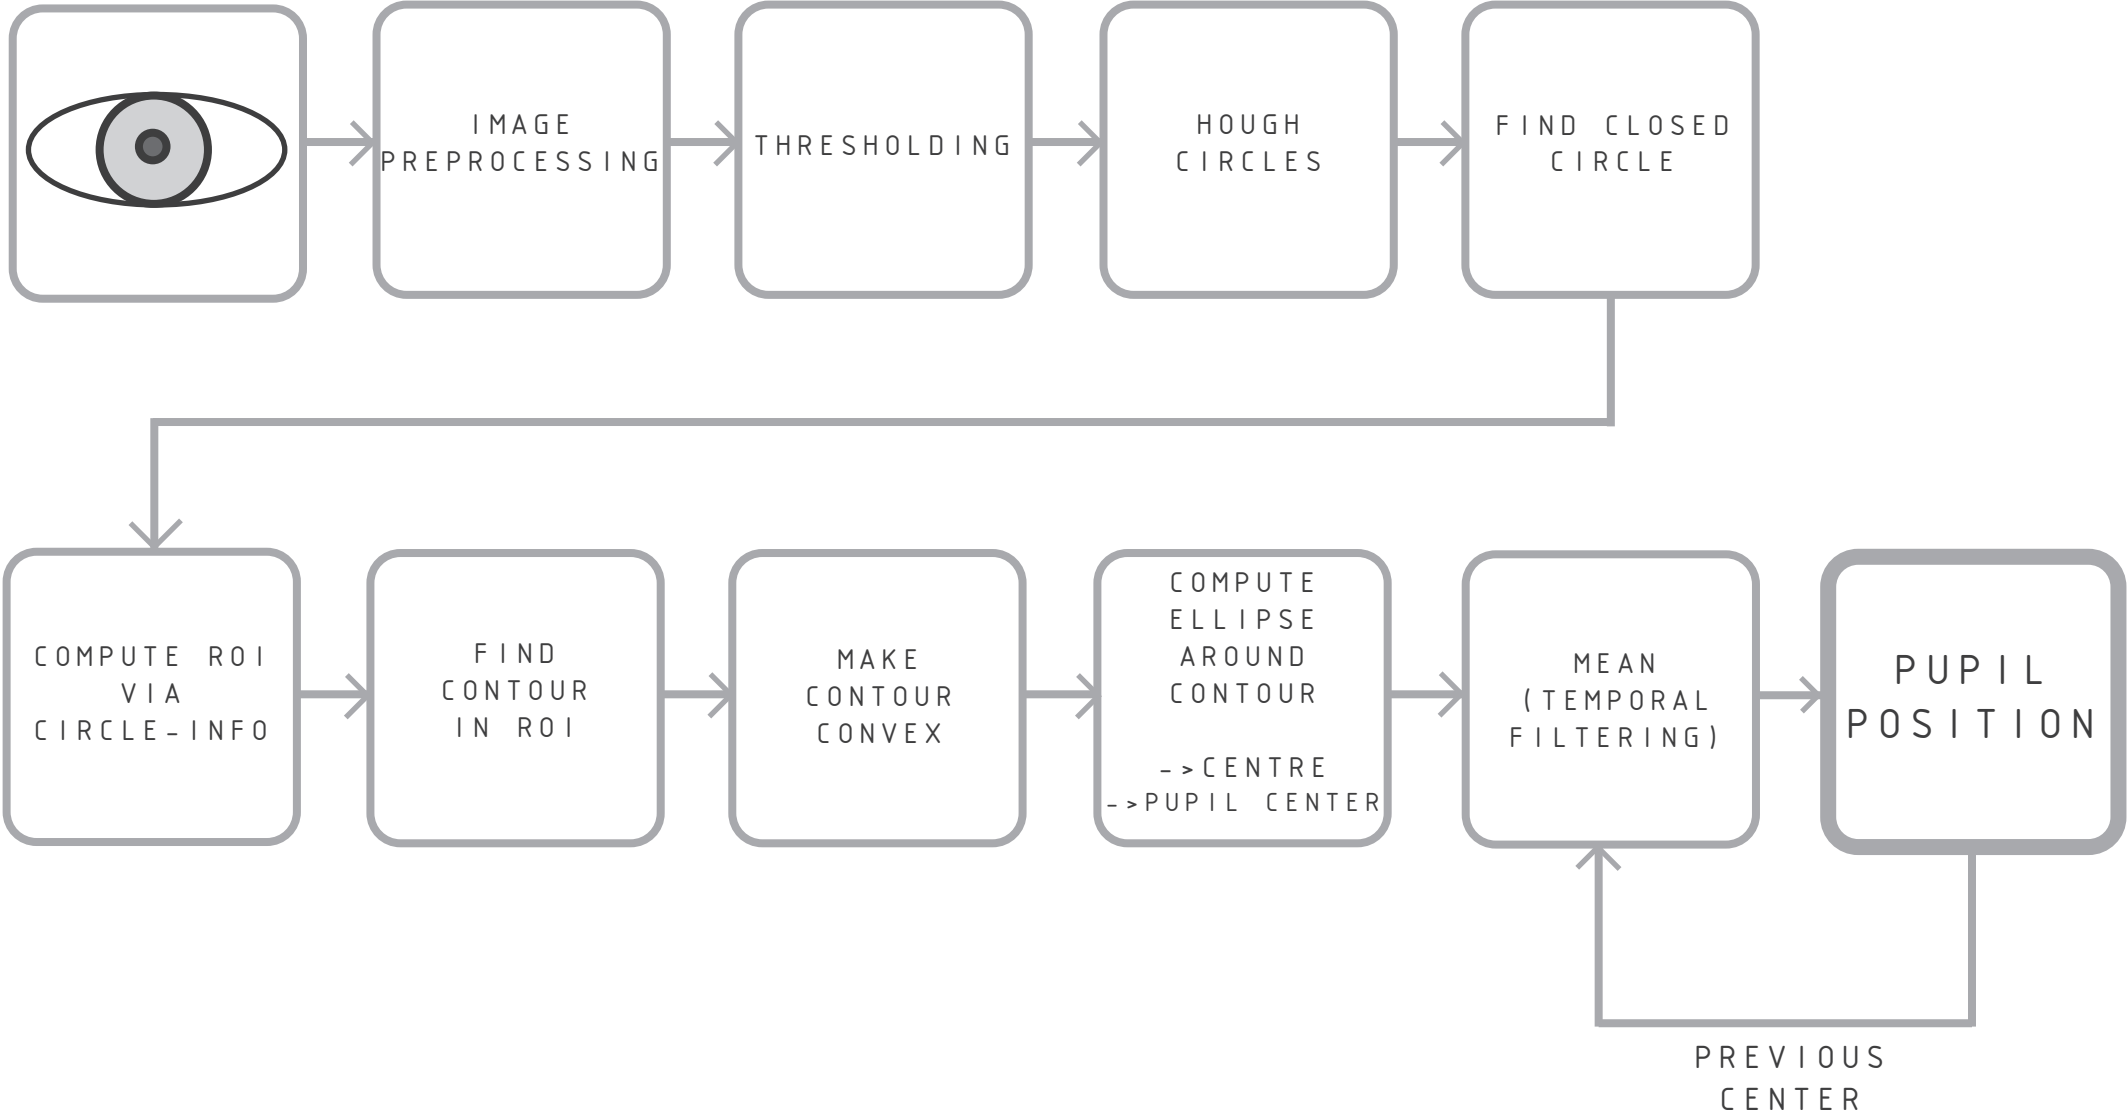 IMAGE
PREPROCESSING
THRESHOLDING
HOUGH
CIRCLES
FIND CLOSED
CIRCLE
COMPUTE ROI
VIA
CIRCLE-INFO
FIND
CONTOUR
IN ROI
MAKE
CONTOUR
CONVEX
COMPUTE
ELLIPSE
AROUND
CONTOUR
->CENTRE
->PUPIL CENTER
MEAN
(TEMPORAL
FILTERING)
PUPIL
POSITION
PREVIOUS
CENTER